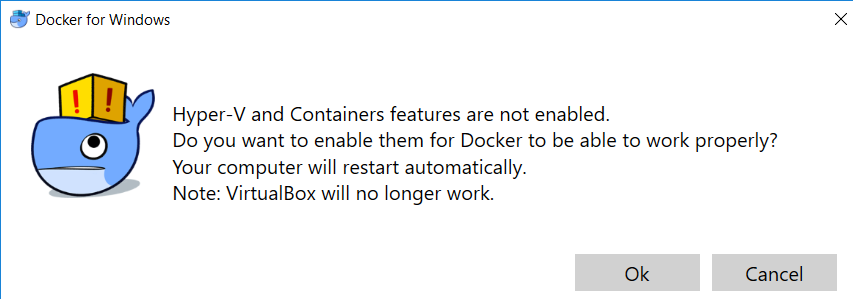 Docker for Windows
! !
Hyper-V and Containers features are not enabled.
Do you want to enable them for Docker to be able to work properly?
Your computer will restart automatically.
Note: VirtualBox will no longer work.
Ok Cancel